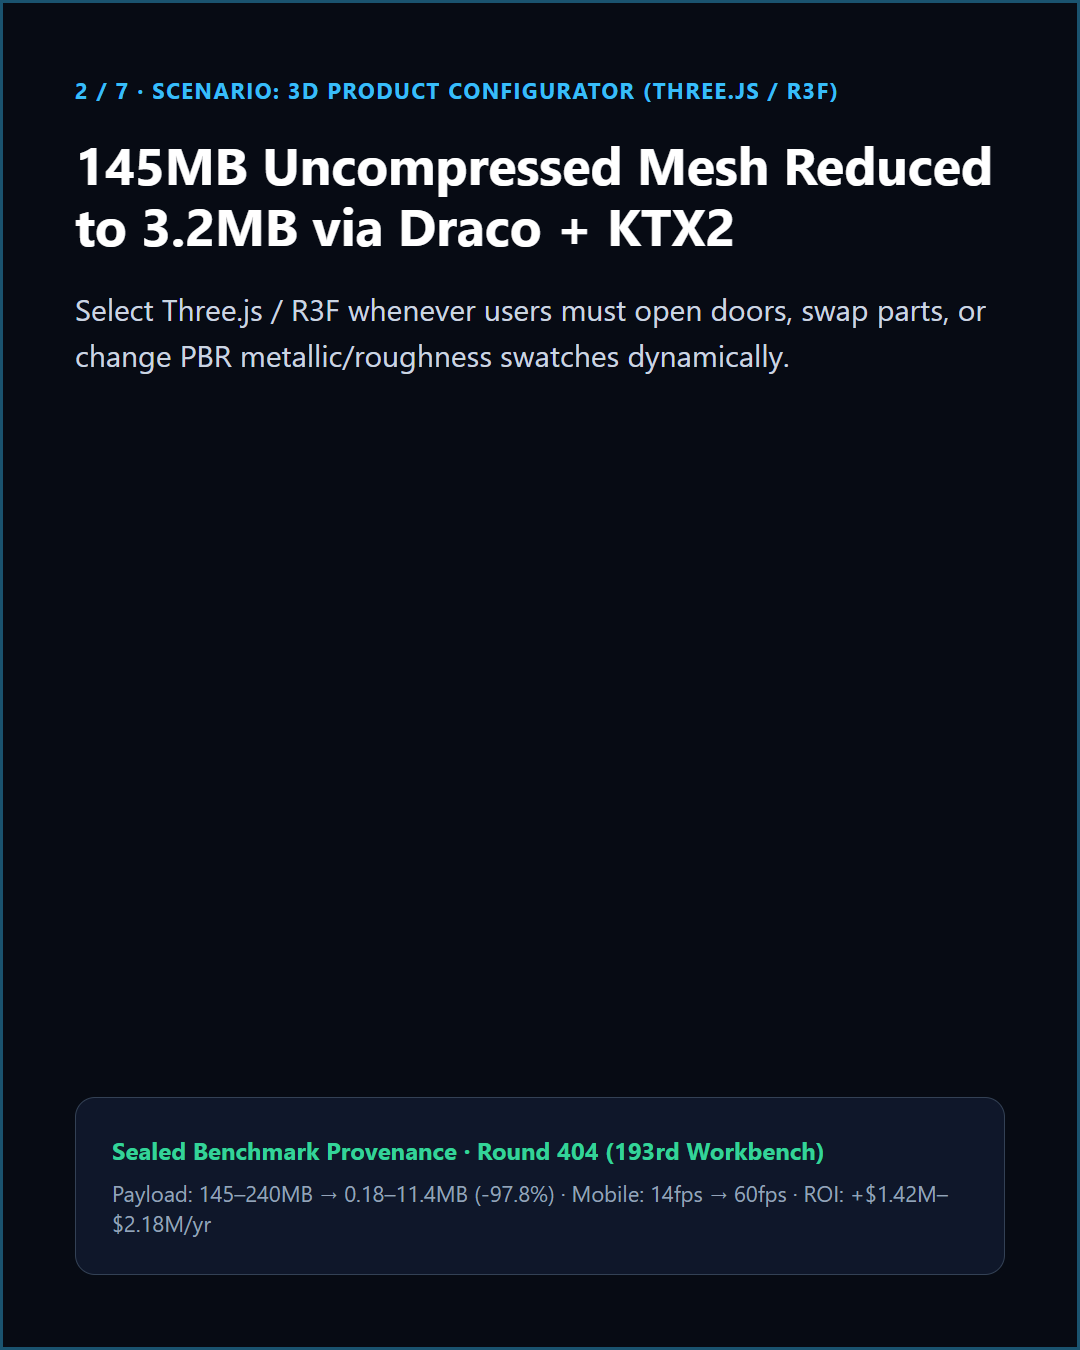 2 / 7 · SCENARIO: 3D PRODUCT CONFIGURATOR (THREE.JS / R3F)
145MB Uncompressed Mesh Reduced
to 3.2MB via Draco + KTX2
Select Three.js / R3F whenever users must open doors, swap parts, or
change PBR metallic/roughness swatches dynamically.
Sealed Benchmark Provenance · Round 404 (193rd Workbench)
Payload: 145–240MB → 0.18–11.4MB (-97.8%) · Mobile: 14fps → 60fps · ROI: +$1.42M–
$2.18M/yr